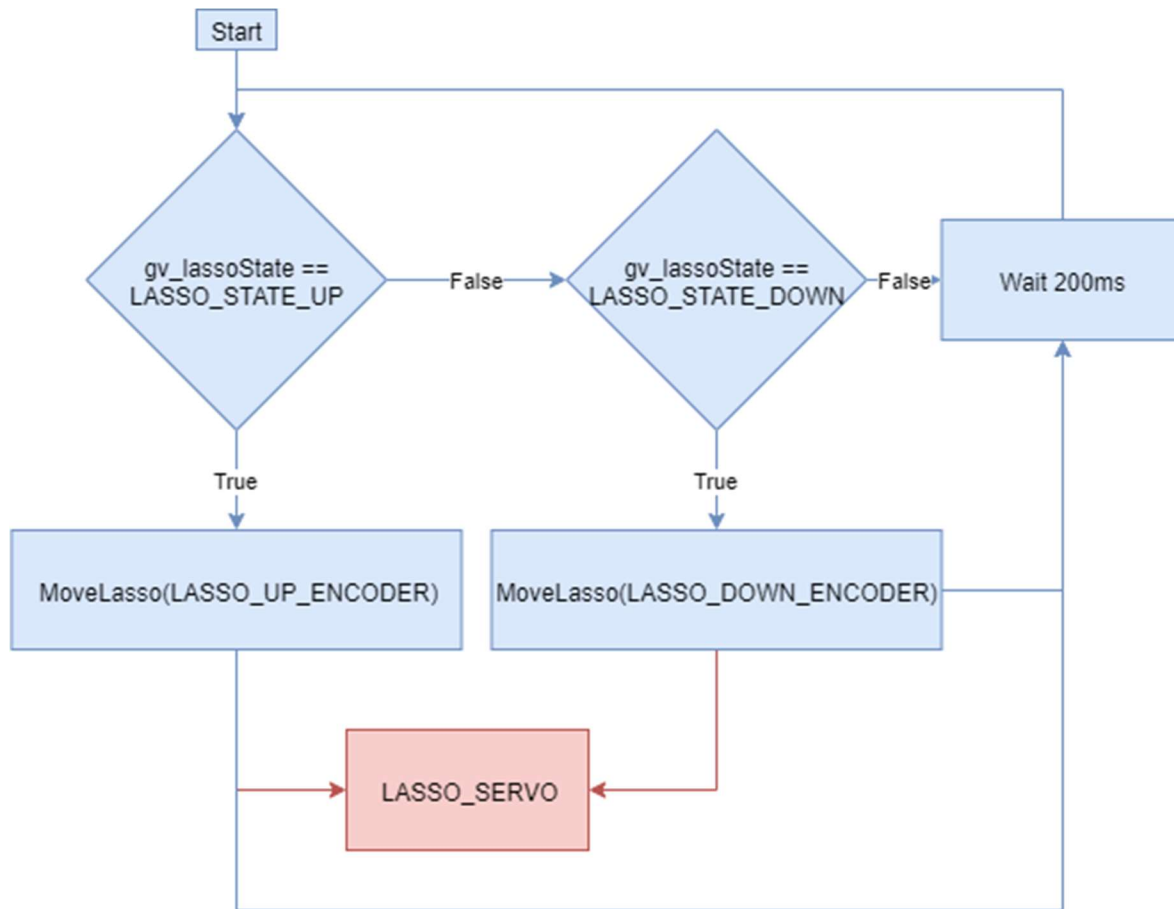 Start
gv_lassoState ==
LASSO_STATE_UP
False
gv_lassoState ==
LASSO_STATE_DOWN
False
Wait 200ms
True
True
MoveLasso(LASSO_UP_ENCODER)
MoveLasso(LASSO_DOWN_ENCODER)
LASSO_SERVO